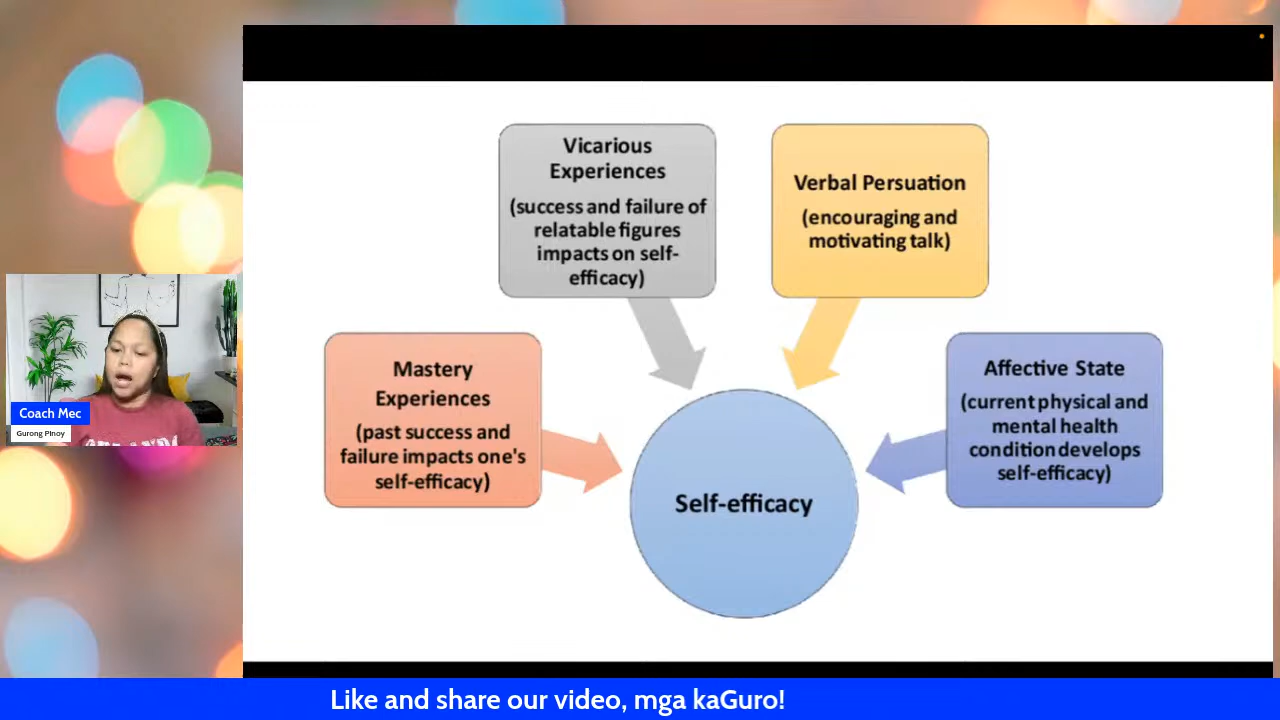 Vicarious
Experiences
(success and failure of
relatable figures
impacts on self-
efficacy)
Verbal Persuation
(encouraging and
motivating talk)
Mastery
Experiences
(past success and
failure impacts one's
self-efficacy)
Affective State
(current physical and
mental health
condition develops
self-efficacy)
Self-efficacy
Coach Mec
Gurong Pinoy
Like and share our video, mga kaGuro!